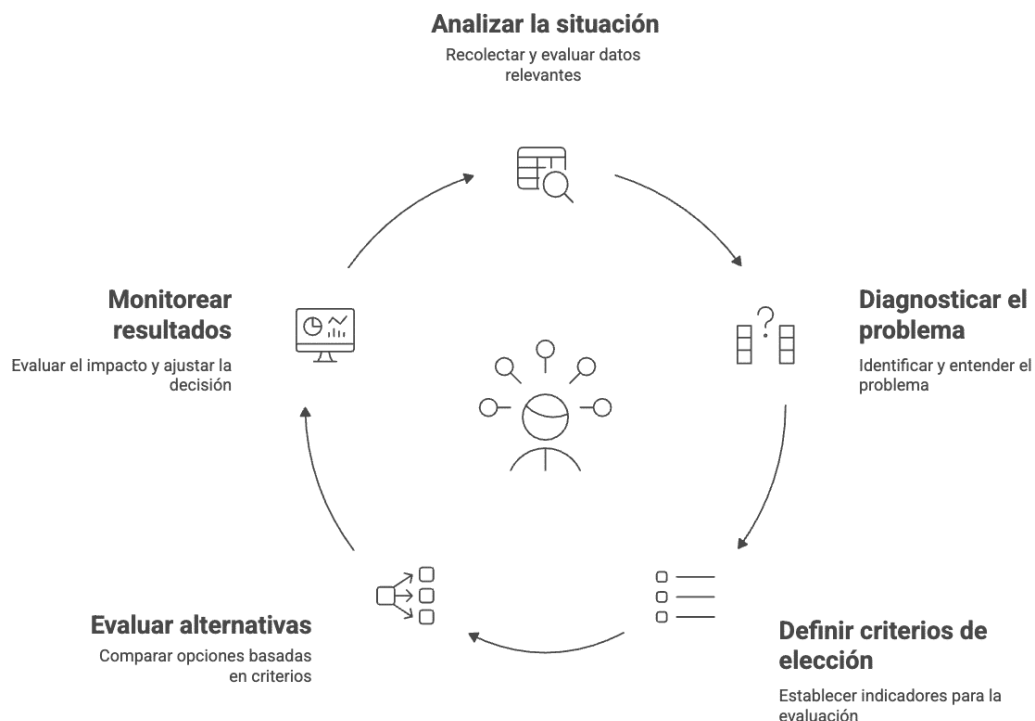 Analizar la situación
Recolectar y evaluar datos
relevantes
Diagnosticar el
problema
Identificar y entender el
problema
Definir criterios de
elección
Establecer indicadores para la
evaluación
Evaluar alternativas
Comparar opciones basadas
en criterios
Monitorear
resultados
Evaluar el impacto y ajustar la
decisión
?